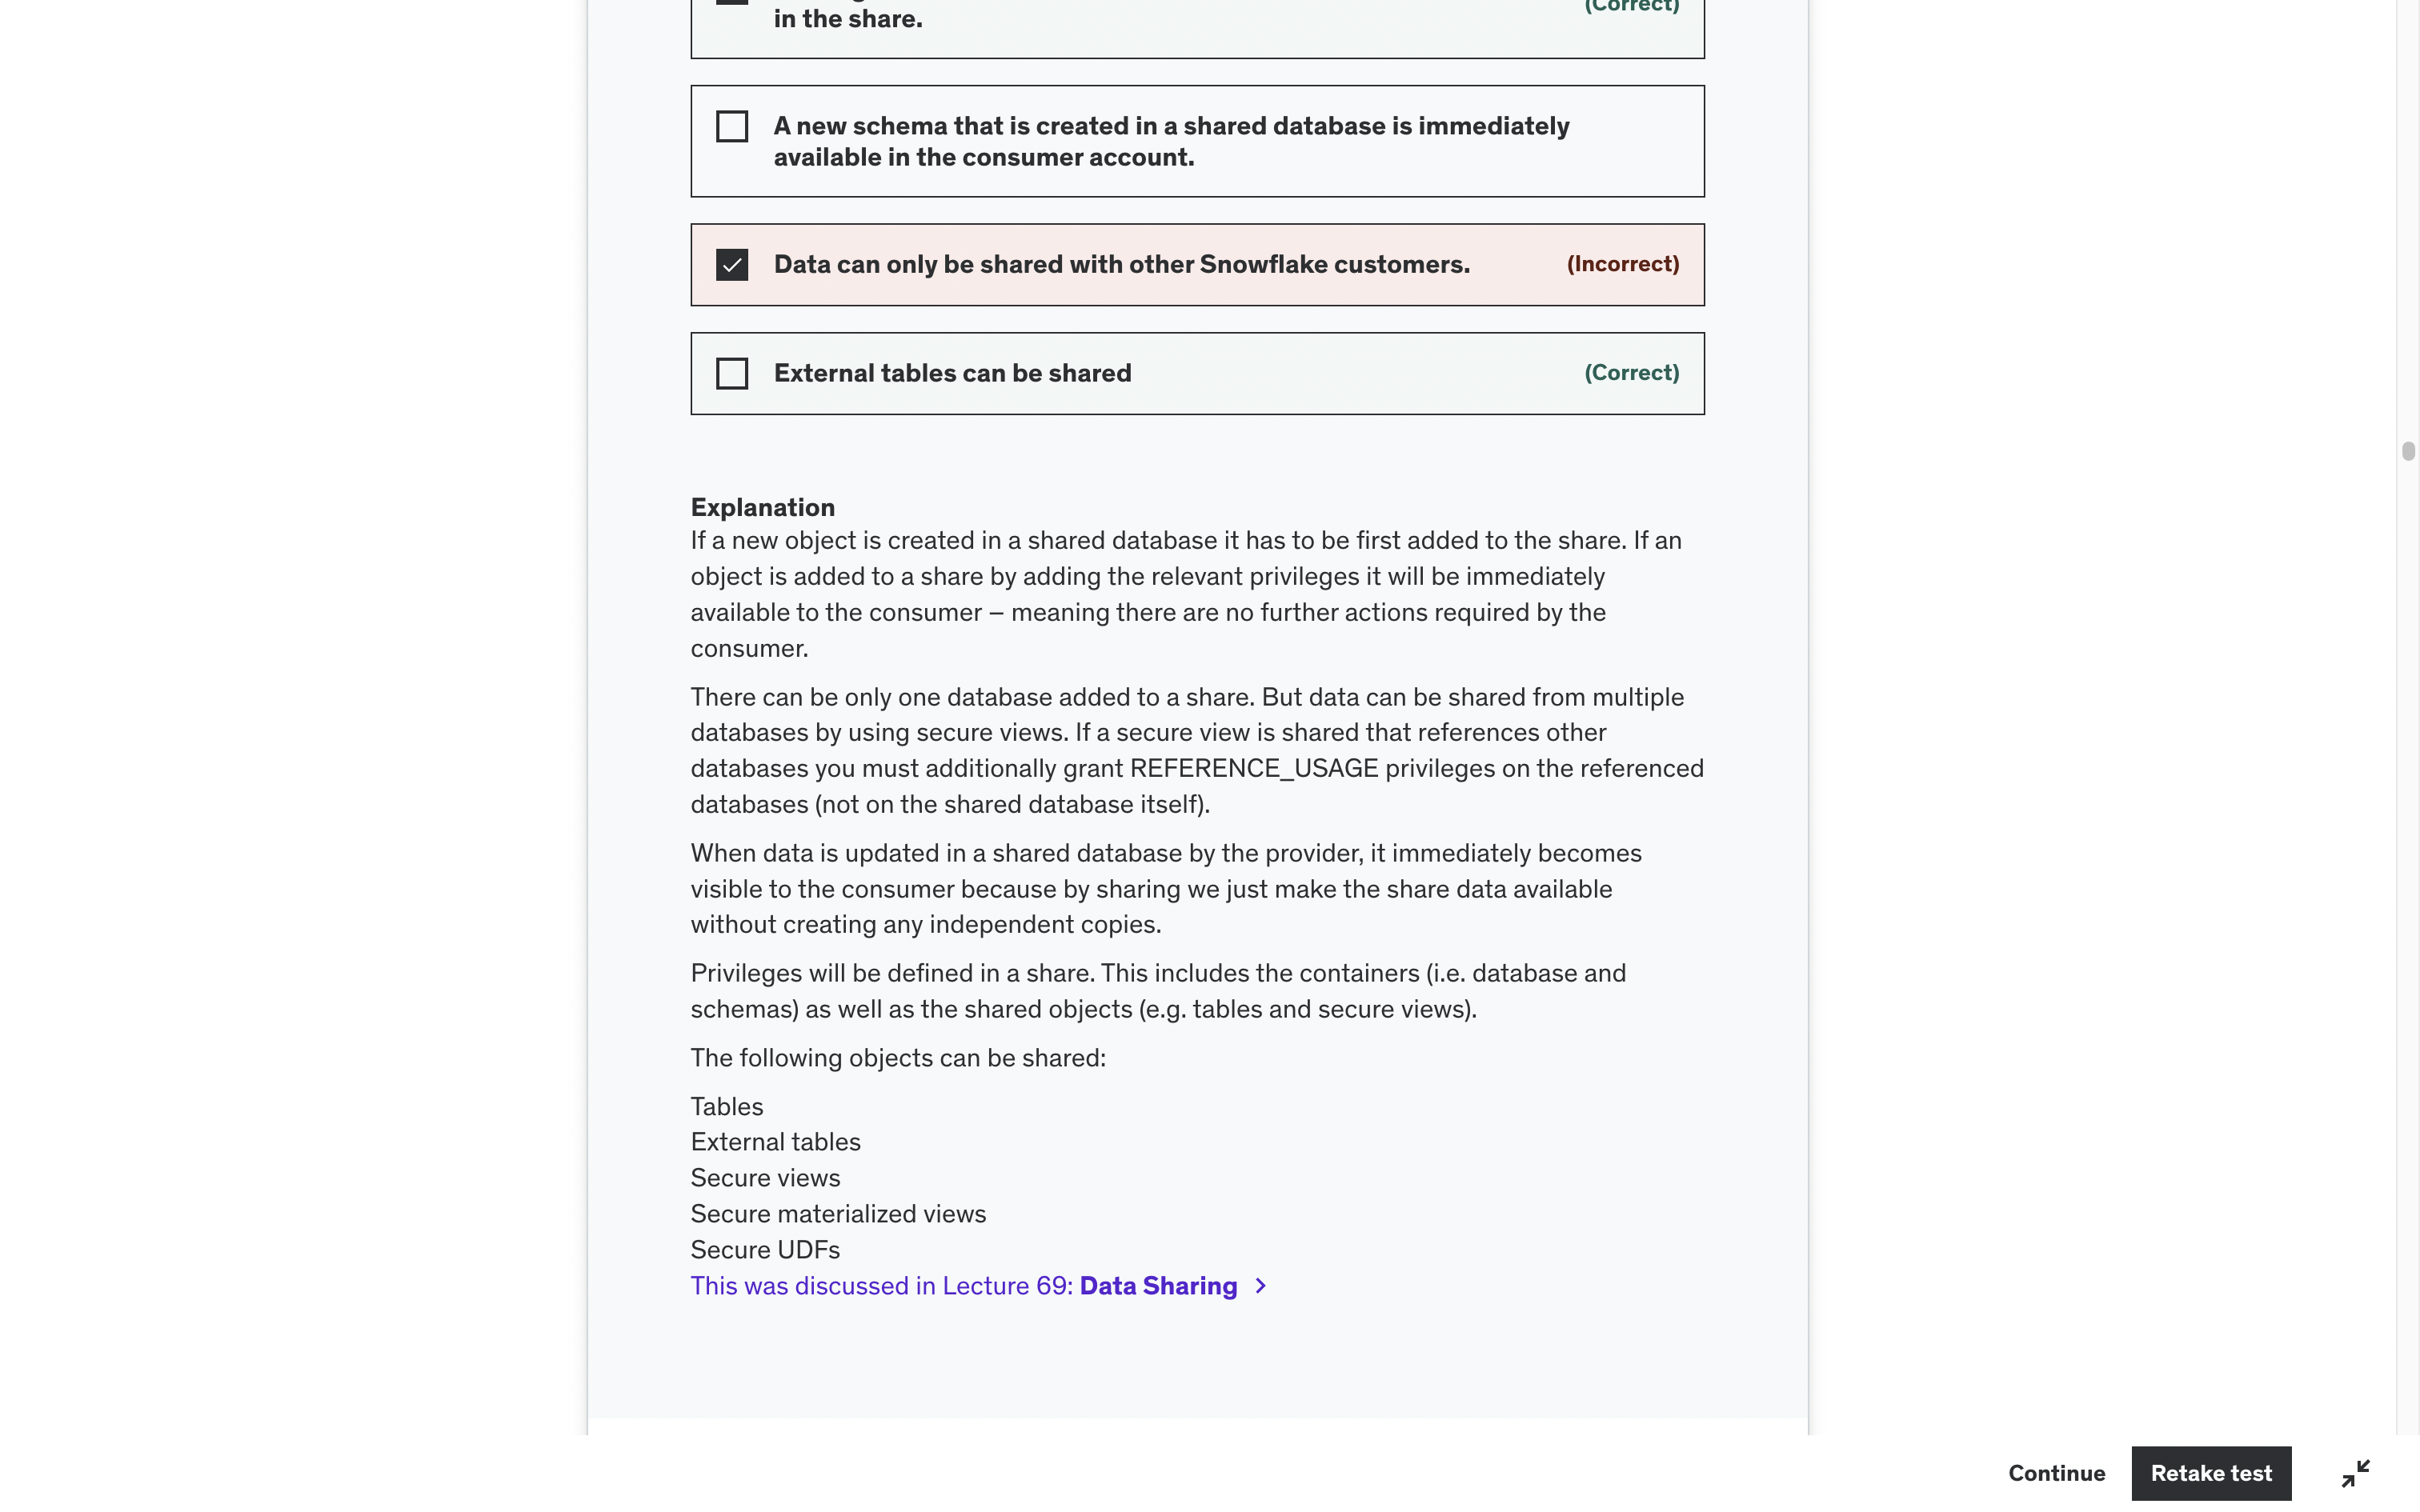 in the share.
(Correct)
A new schema that is created in a shared database is immediately
available in the consumer account.
Data can only be shared with other Snowflake customers.
(Incorrect)
External tables can be shared
(Correct)
Explanation
If a new object is created in a shared database it has to be first added to the share. If an
object is added to a share by adding the relevant privileges it will be immediately
available to the consumer – meaning there are no further actions required by the
consumer.
There can be only one database added to a share. But data can be shared from multiple
databases by using secure views. If a secure view is shared that references other
databases you must additionally grant REFERENCE_USAGE privileges on the referenced
databases (not on the shared database itself).
When data is updated in a shared database by the provider, it immediately becomes
visible to the consumer because by sharing we just make the share data available
without creating any independent copies.
Privileges will be defined in a share. This includes the containers (i.e. database and
schemas) as well as the shared objects (e.g. tables and secure views).
The following objects can be shared:
Tables
External tables
Secure views
Secure materialized views
Secure UDFs
This was discussed in Lecture 69: Data Sharing
Continue
Retake test